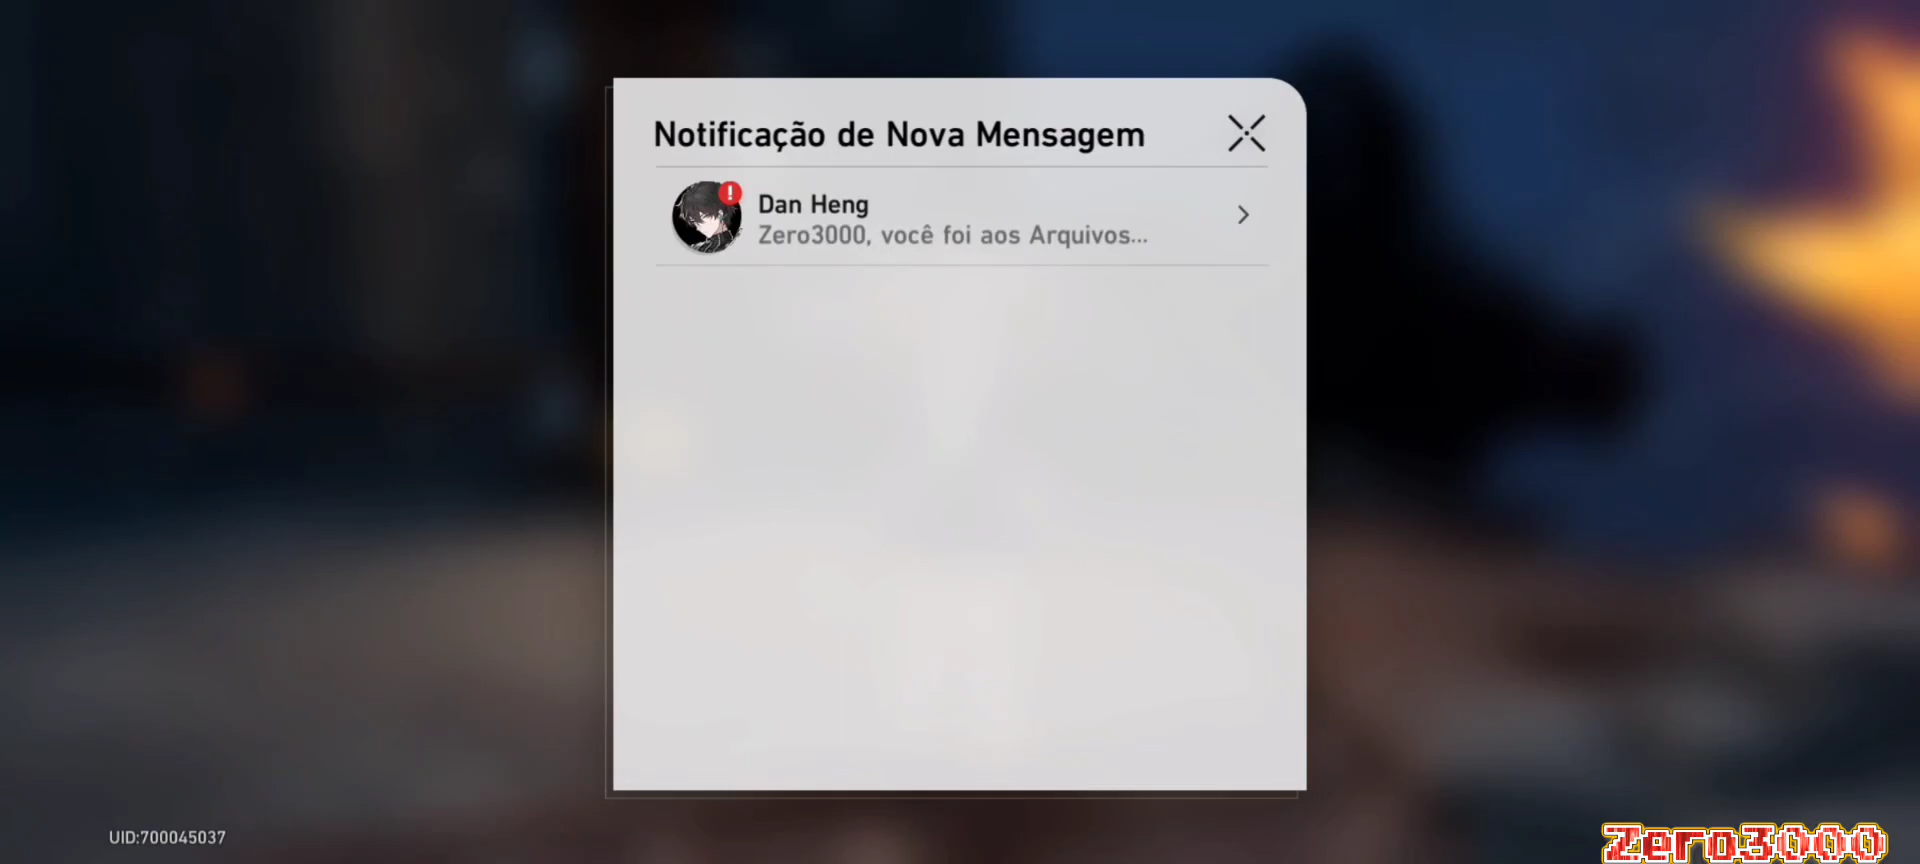 Notificação de Nova Mensagem
Dan Heng
Zero3000, você foi aos Arquivos...
UID:700045037
Zero3000